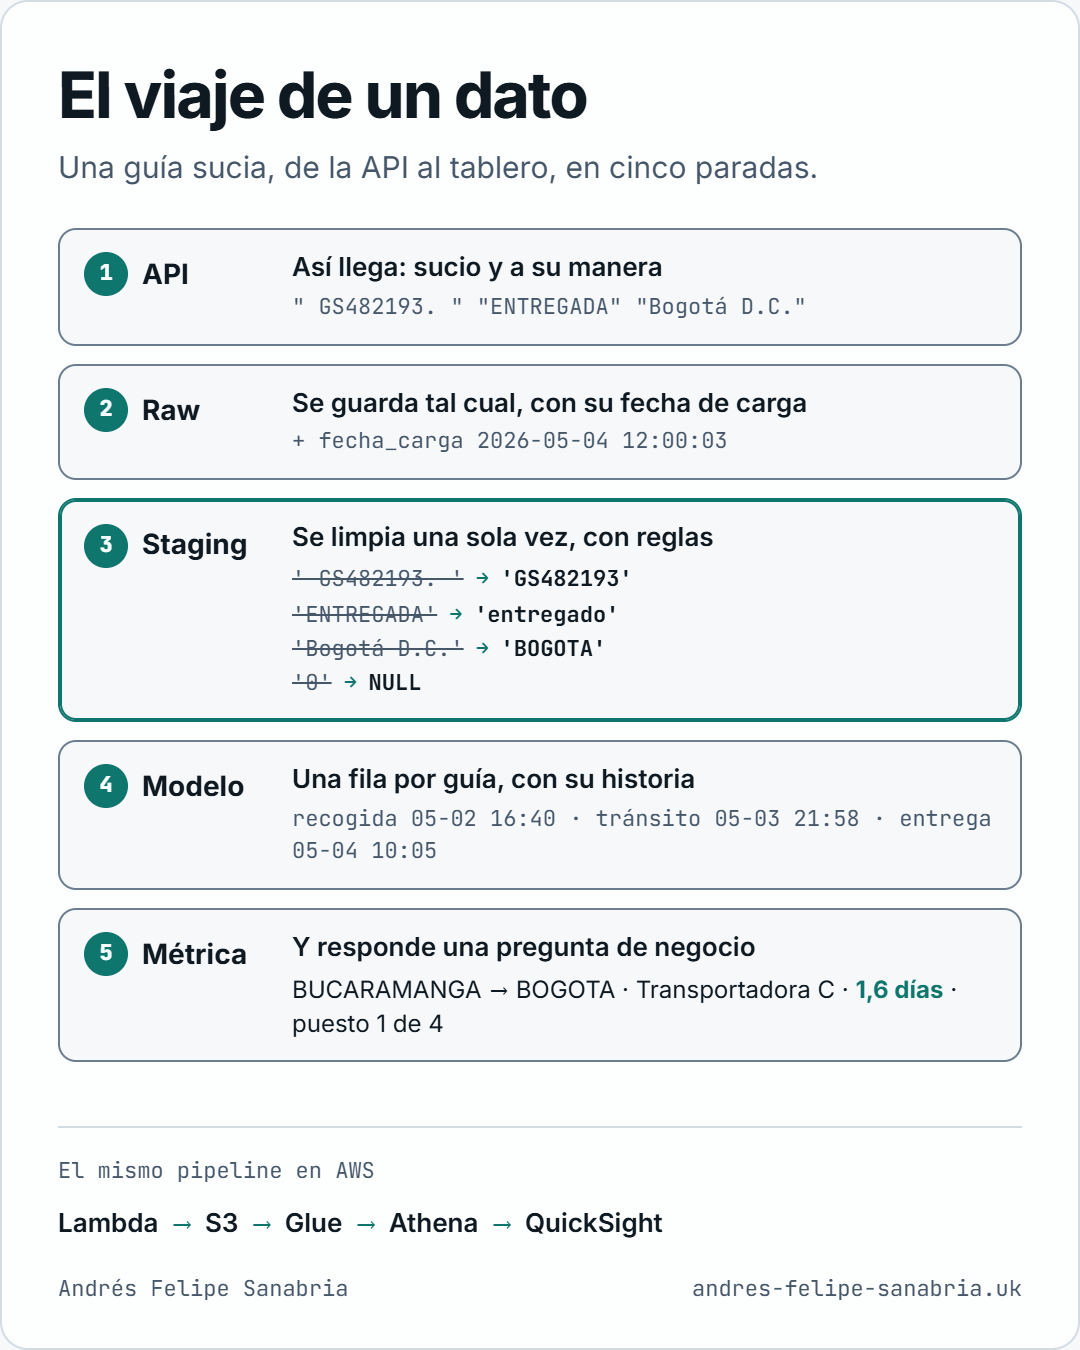 El viaje de un dato
Una guía sucia, de la API al tablero, en cinco paradas.
1 API
Así llega: sucio y a su manera
" GS482193. " "ENTREGADA" "Bogotá D.C."
2 Raw
Se guarda tal cual, con su fecha de carga
+ fecha_carga 2026-05-04 12:00:03
3 Staging
Se limpia una sola vez, con reglas
' GS482193. ' → 'GS482193'
'ENTREGADA' → 'entregado'
'Bogotá D.C.' → 'BOGOTA'
'0' → NULL
4 Modelo
Una fila por guía, con su historia
recogida 05-02 16:40 · tránsito 05-03 21:58 · entrega
05-04 10:05
5 Métrica
Y responde una pregunta de negocio
BUCARAMANGA → BOGOTA · Transportadora C · 1,6 días ·
puesto 1 de 4
El mismo pipeline en AWS
Lambda → S3 → Glue → Athena → QuickSight
Andrés Felipe Sanabria
andres-felipe-sanabria.uk